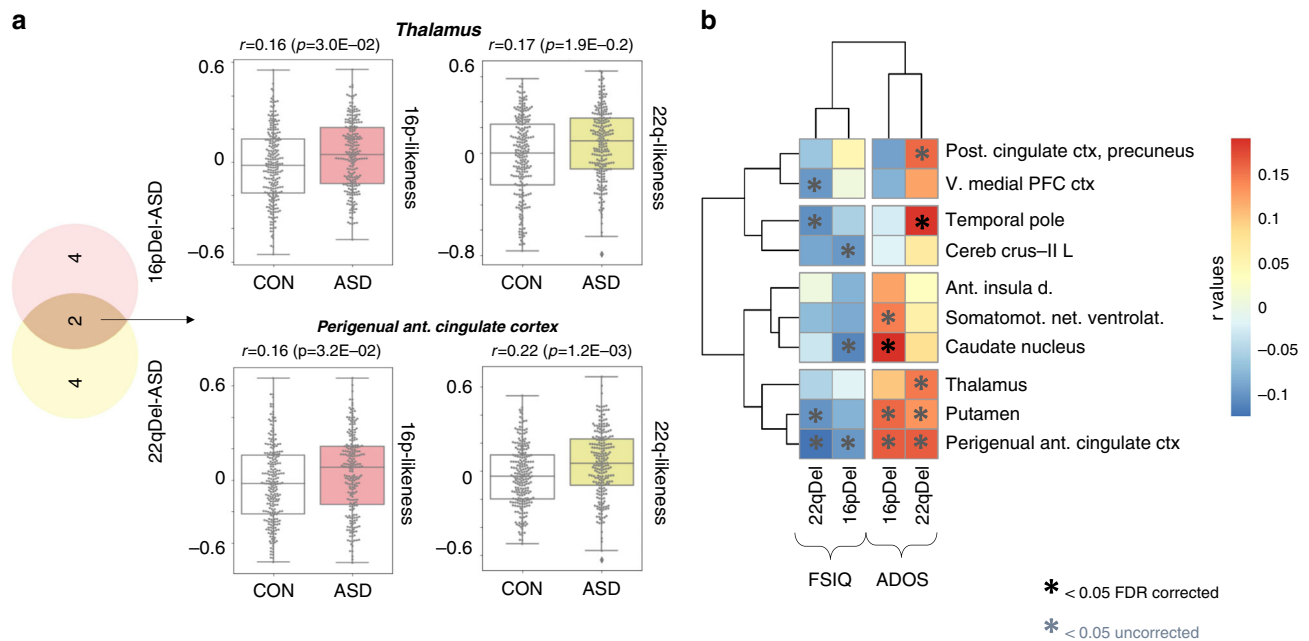 a
Thalamus
r=0.16 (p=3.0E–02)
r=0.17 (p=1.9E–0.2)
0.6
0
–0.6
CON
ASD
16p-likeness
0.6
0
–0.8
CON
ASD
22q-likeness
4
2
4
16pDel-ASD
22qDel-ASD
Perigenual ant. cingulate cortex
r=0.16 (p=3.2E–02)
r=0.22 (p=1.2E–03)
0.6
0
–0.6
CON
ASD
16p-likeness
0.6
0
–0.6
CON
ASD
22q-likeness
b
Post. cingulate ctx, precuneus
V. medial PFC ctx
Temporal pole
Cereb crus–II L
Ant. insula d.
Somatomot. net. ventrolat.
Caudate nucleus
Thalamus
Putamen
Perigenual ant. cingulate ctx
22qDel
16pDel
16pDel
22qDel
FSIQ
ADOS
0.15
0.1
0.05
0
–0.05
–0.1
r values
* < 0.05 FDR corrected
* < 0.05 uncorrected